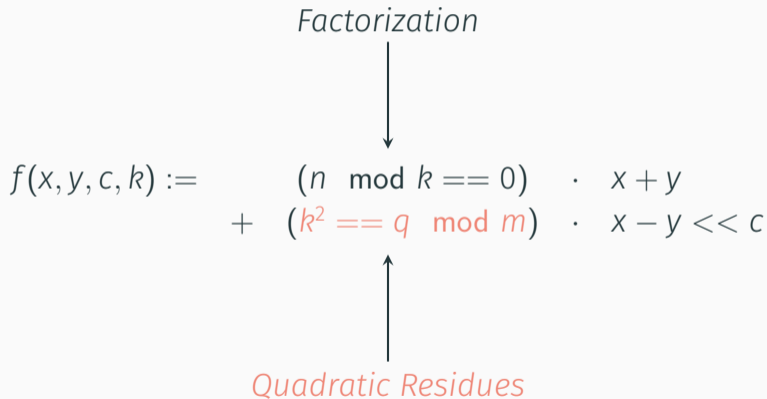 Factorization
f(x, y, c, k) := (n mod k == 0) · x + y
+ (k² == q mod m) · x − y << c
Quadratic Residues